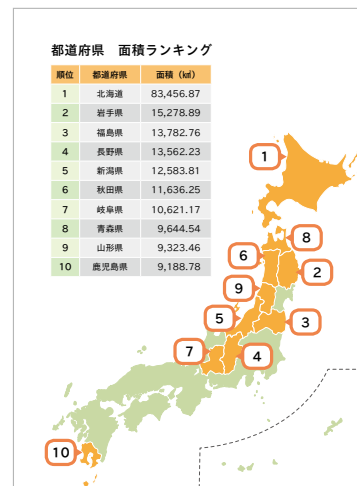 都道府県 面積ランキング
順位 都道府県 面積（㎢）
1 北海道 83,456.87
2 岩手県 15,278.89
3 福島県 13,782.76
4 長野県 13,562.23
5 新潟県 12,583.81
6 秋田県 11,636.25
7 岐阜県 10,621.17
8 青森県 9,644.54
9 山形県 9,323.46
10 鹿児島県 9,188.78
1
8
6
2
9
5
3
7
4
10